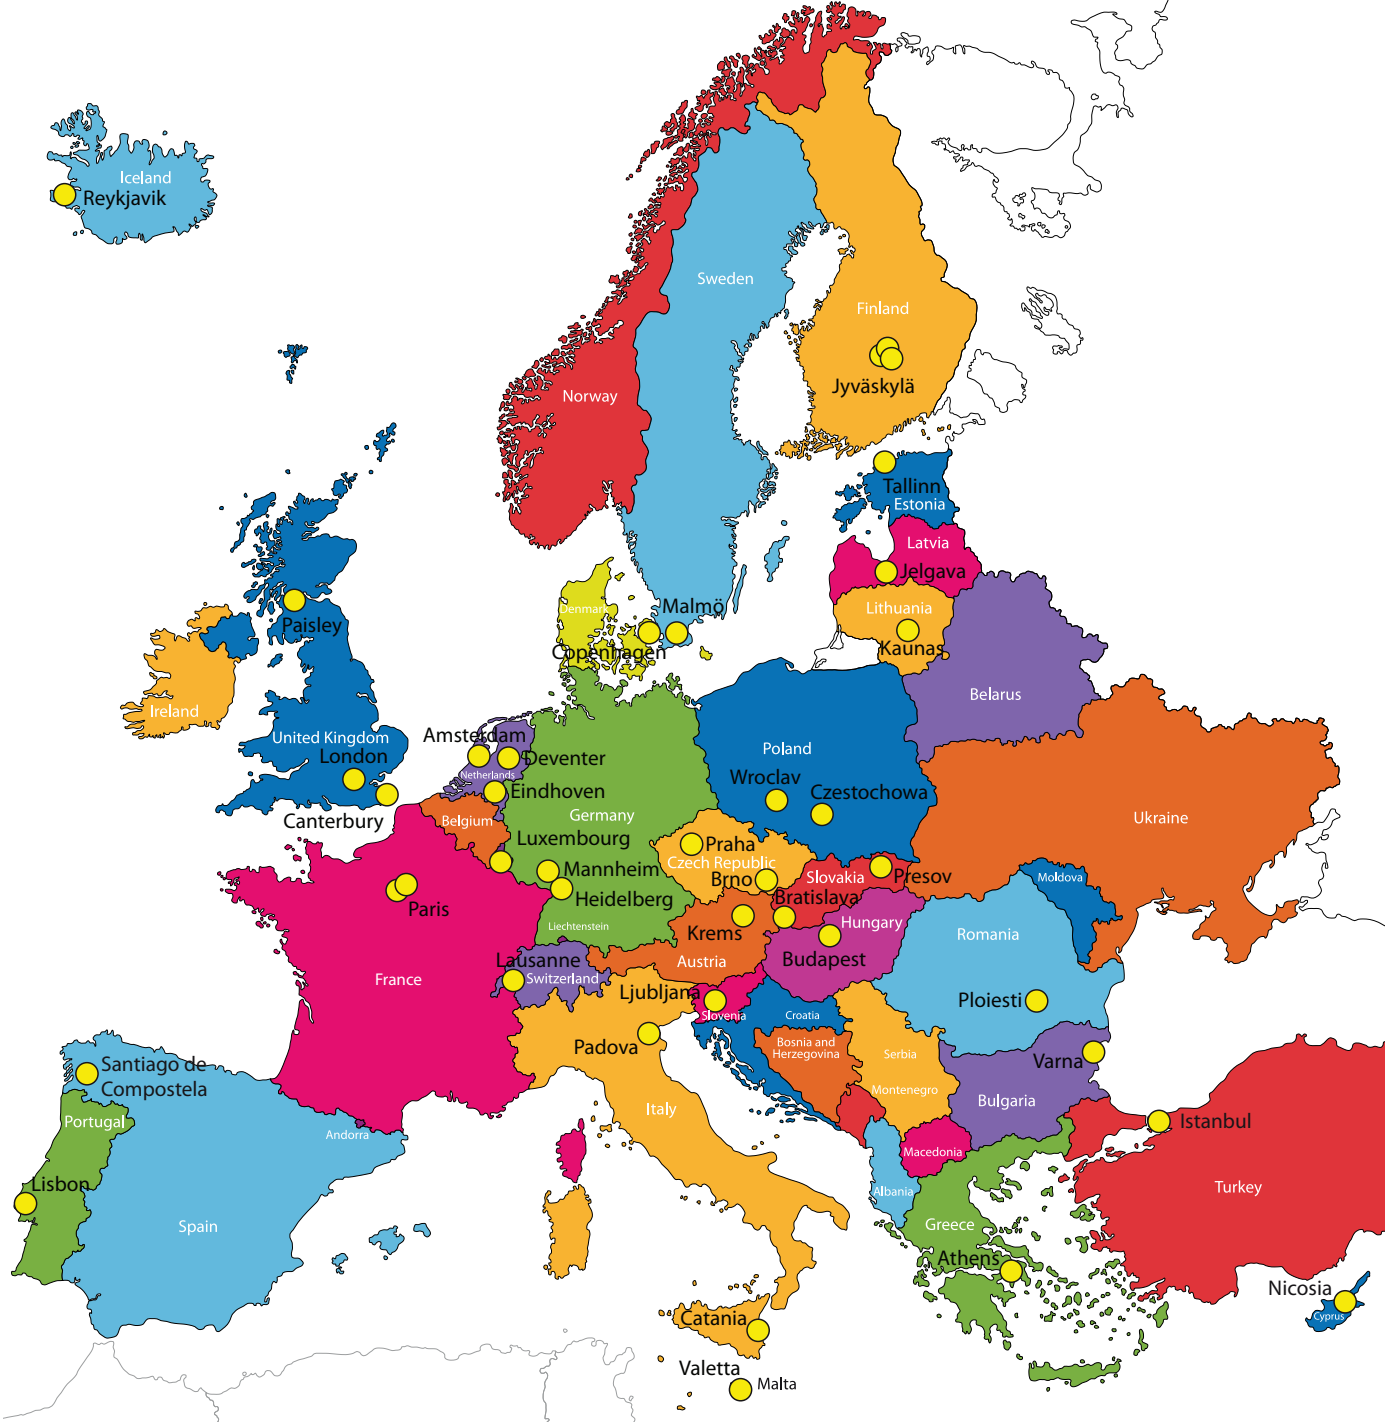 Iceland
Reykjavik
Sweden
Finland
Jyväskylä
Norway
Tallinn
Estonia
Latvia
Jelgava
Lithuania
Kaunas
Denmark
Malmö
Copenhagen
Paisley
Ireland
United Kingdom
London
Canterbury
Belarus
Amsterdam
Deventer
Netherlands
Eindhoven
Poland
Wroclav
Czestochowa
Ukraine
Germany
Belgium
Luxembourg
Mannheim
Heidelberg
Liechtenstein
Praha
Czech Republic
Brno
Slovakia
Presov
Bratislava
Moldova
Paris
France
Krems
Austria
Hungary
Budapest
Romania
Ploiesti
Lausanne
Switzerland
Ljubljana
Slovenia
Croatia
Padova
Bosnia and
Herzegovina
Serbia
Montenegro
Varna
Bulgaria
Santiago de
Compostela
Portugal
Andorra
Italy
Istanbul
Macedonia
Lisbon
Spain
Albania
Greece
Turkey
Athens
Nicosia
Cyprus
Catania
Valetta
Malta